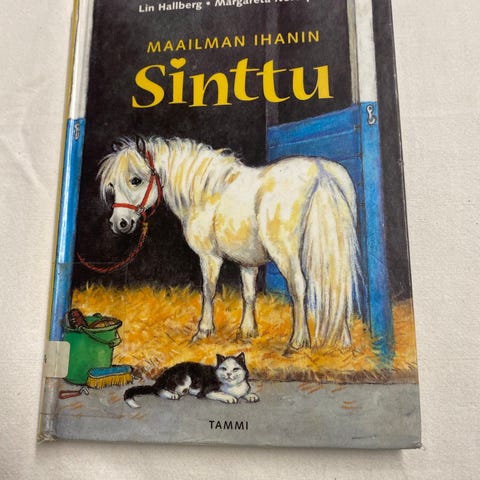 Lin Hallberg • Margareta
MAAILMAN IHANIN
Sinttu
TAMMI